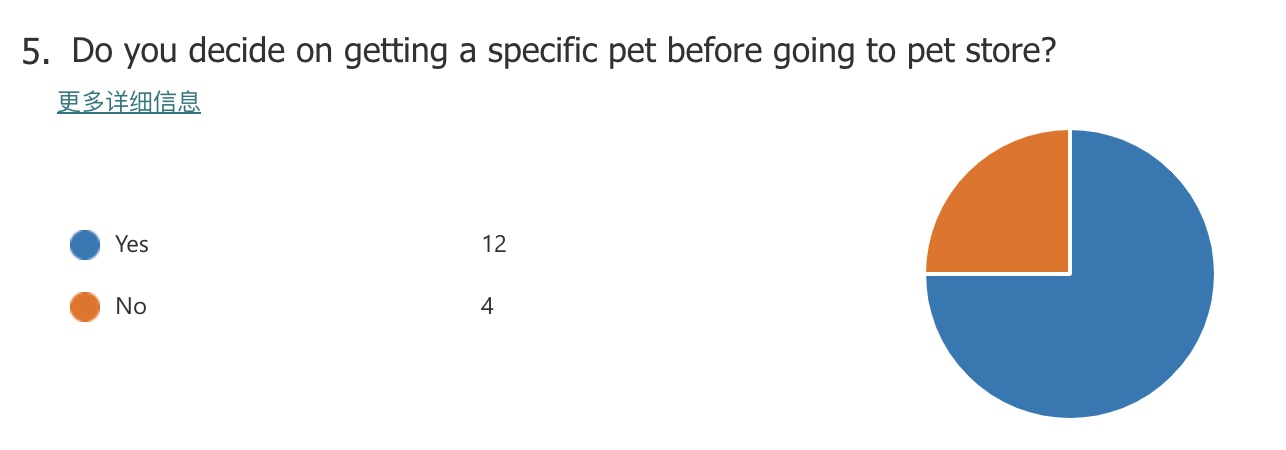 5. Do you decide on getting a specific pet before going to pet store?
更多详细信息
Yes 12
No 4